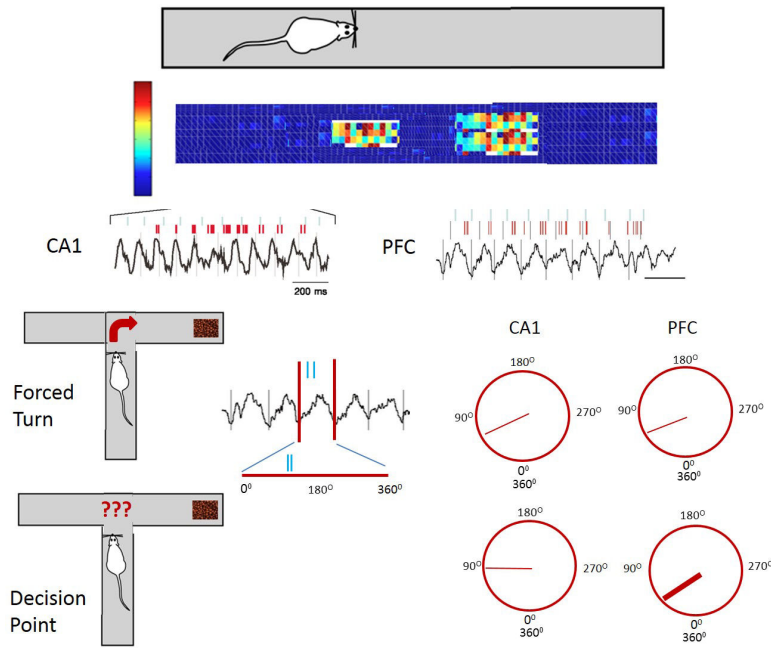 CA1
PFC
200 ms
Forced
Turn
0⁰ 180⁰ 360⁰
CA1 PFC
180⁰
90⁰ 270⁰
0⁰
360⁰
180⁰
90⁰ 270⁰
0⁰
360⁰
???
Decision
Point
180⁰
90⁰ 270⁰
0⁰
360⁰
180⁰
90⁰ 270⁰
0⁰
360⁰